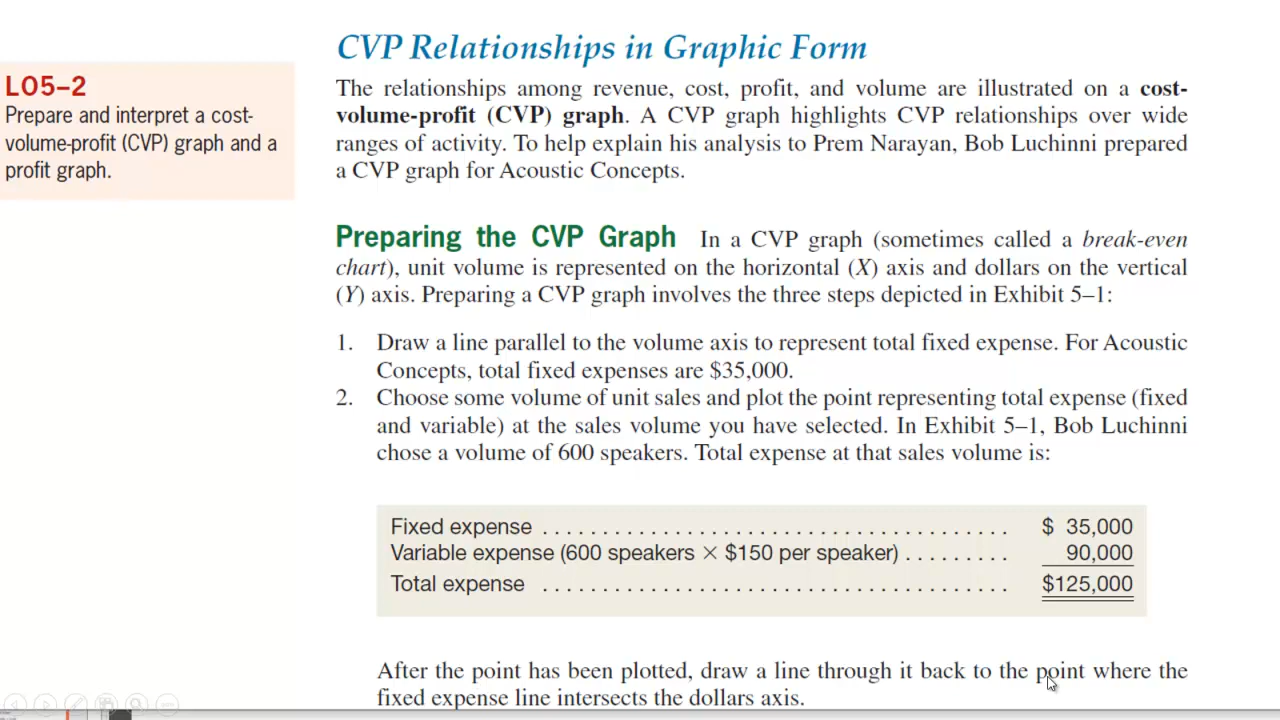 CVP Relationships in Graphic Form
LO5–2
Prepare and interpret a cost-
volume-profit (CVP) graph and a
profit graph.
The relationships among revenue, cost, profit, and volume are illustrated on a cost-
volume-profit (CVP) graph. A CVP graph highlights CVP relationships over wide
ranges of activity. To help explain his analysis to Prem Narayan, Bob Luchinni prepared
a CVP graph for Acoustic Concepts.
Preparing the CVP Graph In a CVP graph (sometimes called a break-even
chart), unit volume is represented on the horizontal (X) axis and dollars on the vertical
(Y) axis. Preparing a CVP graph involves the three steps depicted in Exhibit 5–1:
1. Draw a line parallel to the volume axis to represent total fixed expense. For Acoustic
Concepts, total fixed expenses are $35,000.
2. Choose some volume of unit sales and plot the point representing total expense (fixed
and variable) at the sales volume you have selected. In Exhibit 5–1, Bob Luchinni
chose a volume of 600 speakers. Total expense at that sales volume is:
Fixed expense . . . . . . . . . . . . . . . . . . . . . . . . . . . . . . . . . . . . . . . $ 35,000
Variable expense (600 speakers × $150 per speaker) . . . . . . . . . 90,000
Total expense . . . . . . . . . . . . . . . . . . . . . . . . . . . . . . . . . . . . . . . $125,000
After the point has been plotted, draw a line through it back to the point where the
fixed expense line intersects the dollars axis.